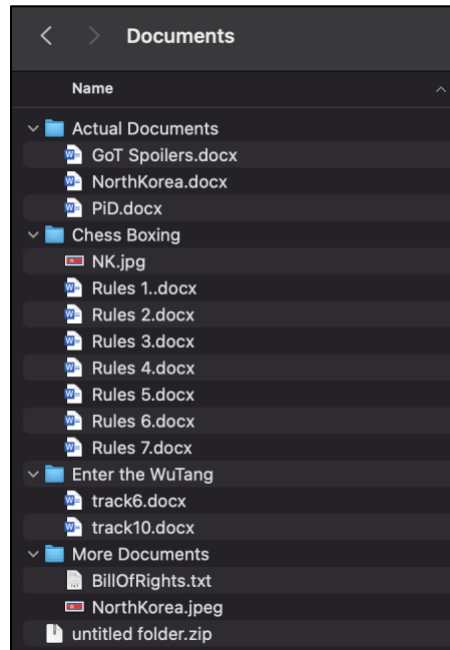 Documents
Name
Actual Documents
GoT Spoilers.docx
NorthKorea.docx
PiD.docx
Chess Boxing
NK.jpg
Rules 1..docx
Rules 2.docx
Rules 3.docx
Rules 4.docx
Rules 5.docx
Rules 6.docx
Rules 7.docx
Enter the WuTang
track6.docx
track10.docx
More Documents
BillOfRights.txt
NorthKorea.jpeg
untitled folder.zip